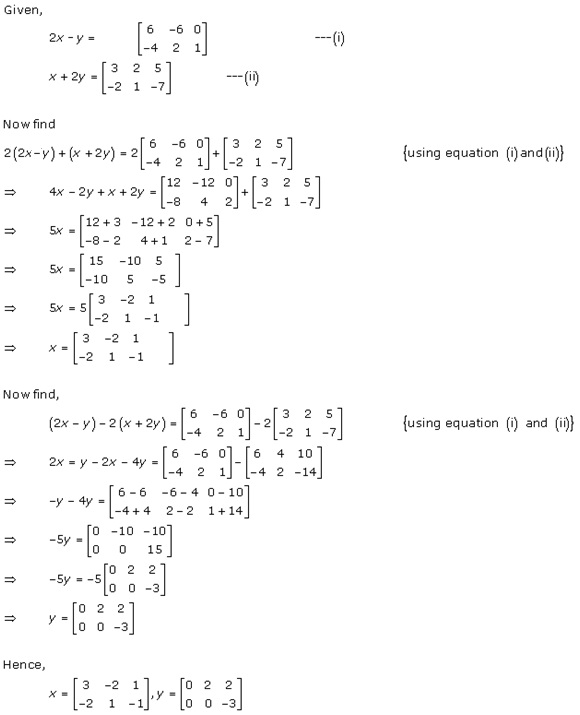 Given,
2x − y = [ 6 −6 0
−4 2 1 ] ---(i)
x + 2y = [ 3 2 5
−2 1 −7 ] ---(ii)
Now find
2(2x−y)+(x+2y) = 2[ 6 −6 0
−4 2 1 ] + [ 3 2 5
−2 1 −7 ] {using equation (i) and (ii)}
⇒ 4x − 2y + x + 2y = [ 12 −12 0
−8 4 2 ] + [ 3 2 5
−2 1 −7 ]
⇒ 5x = [ 12 + 3 −12 + 2 0 + 5
−8 − 2 4 + 1 2 − 7 ]
⇒ 5x = [ 15 −10 5
−10 5 −5 ]
⇒ 5x = 5[ 3 −2 1
−2 1 −1 ]
⇒ x = [ 3 −2 1
−2 1 −1 ]
Now find,
(2x − y) − 2(x + 2y) = [ 6 −6 0
−4 2 1 ] − 2[ 3 2 5
−2 1 −7 ] {using equation (i) and (ii)}
⇒ 2x = y − 2x − 4y = [ 6 −6 0
−4 2 1 ] − [ 6 4 10
−4 2 −14 ]
⇒ −y − 4y = [ 6 − 6 −6 − 4 0 − 10
−4 + 4 2 − 2 1 + 14 ]
⇒ −5y = [ 0 −10 −10
0 0 15 ]
⇒ −5y = −5[ 0 2 2
0 0 −3 ]
⇒ y = [ 0 2 2
0 0 −3 ]
Hence,
x = [ 3 −2 1
−2 1 −1 ], y = [ 0 2 2
0 0 −3 ]